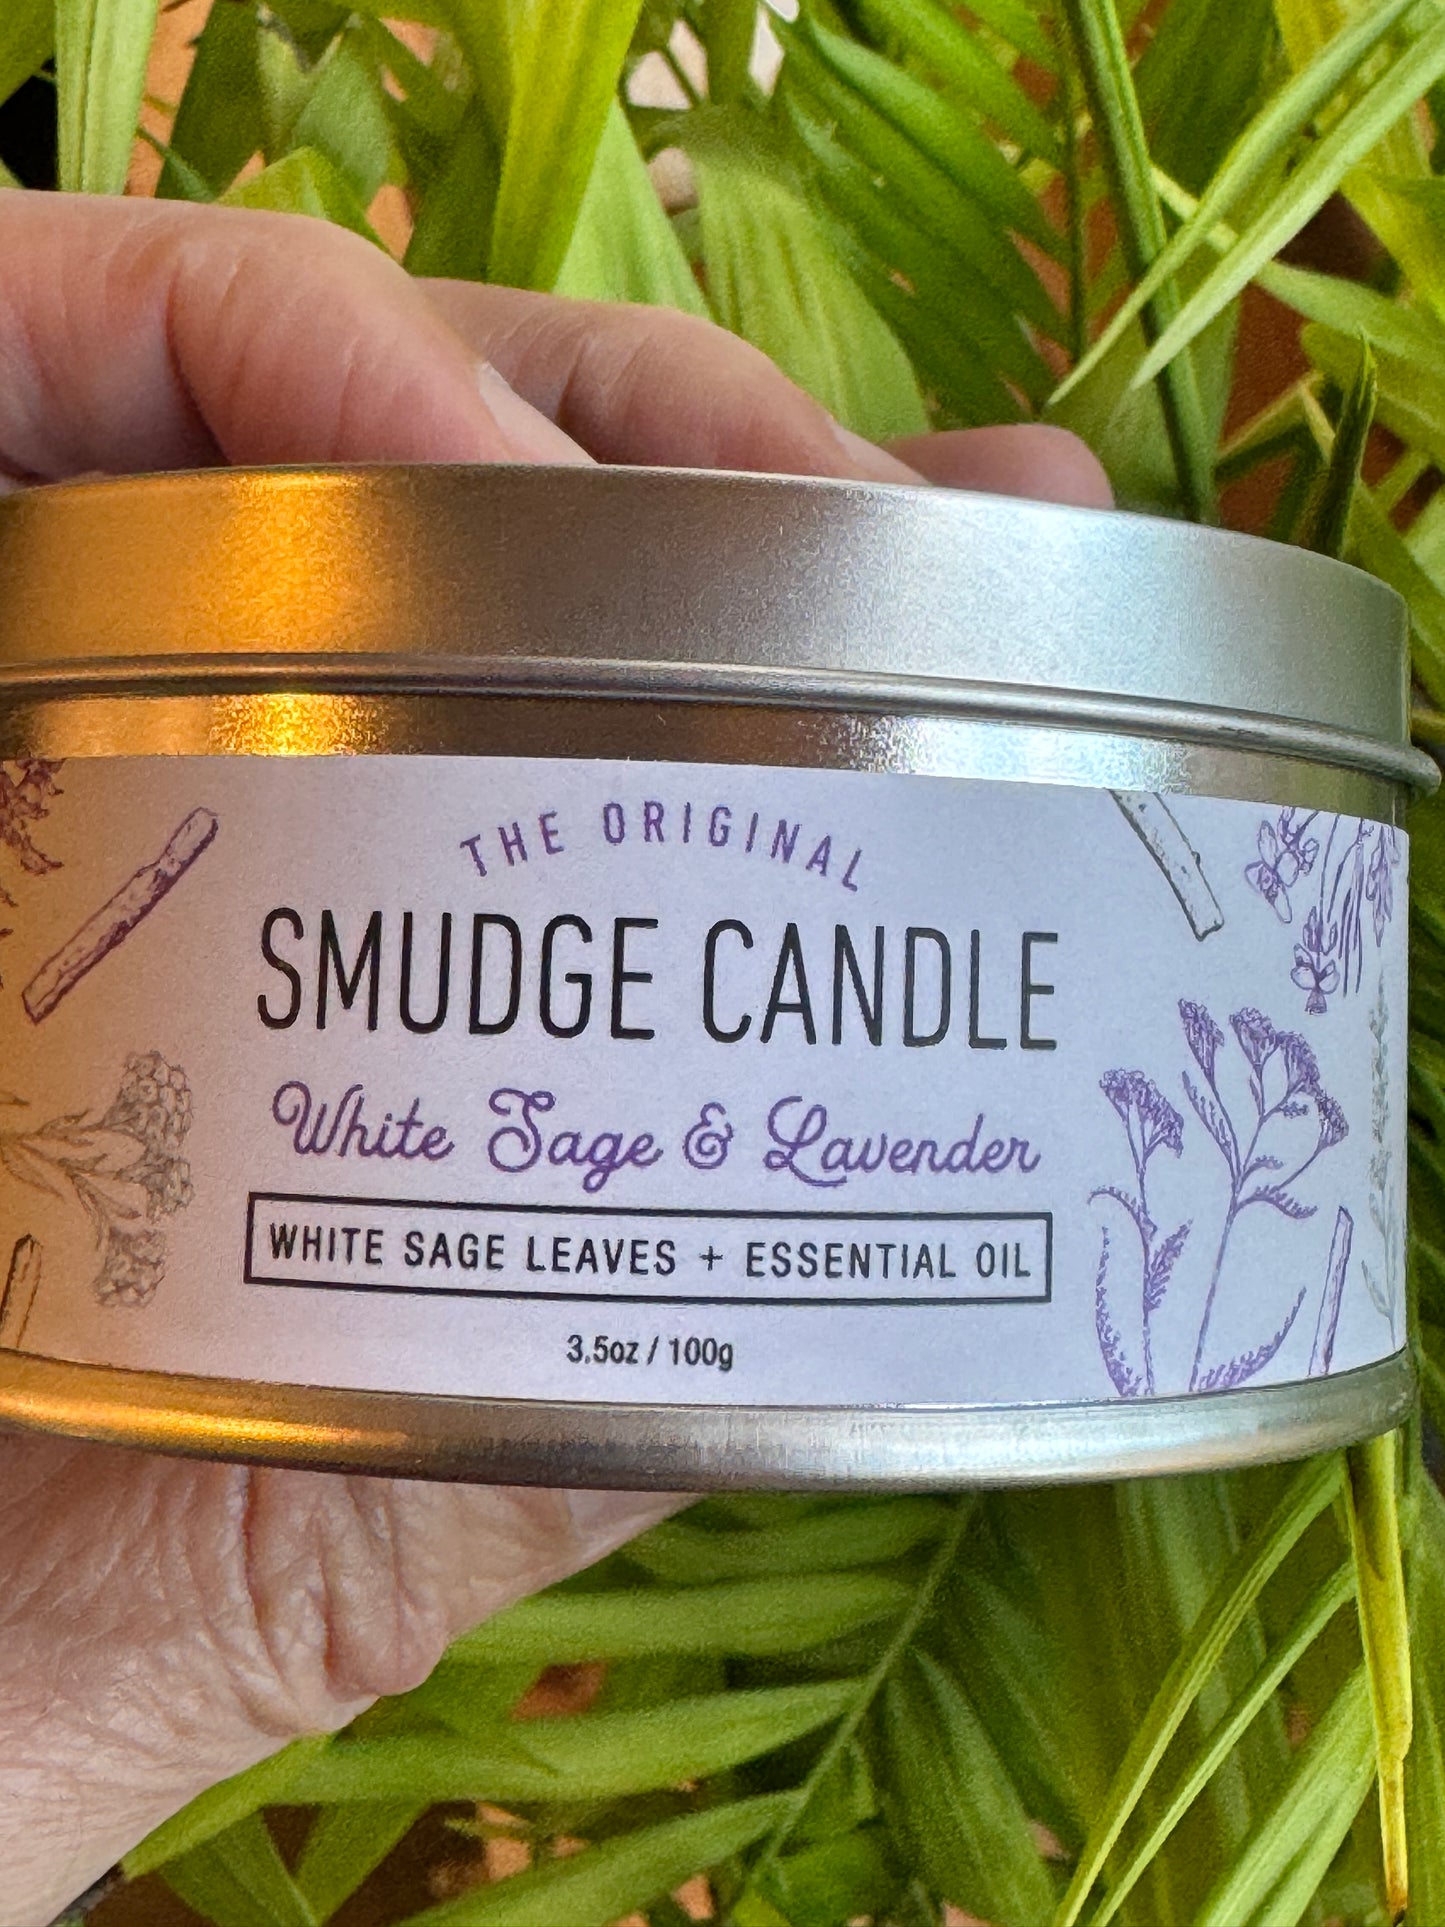 THE ORIGINAL
SMUDGE CANDLE
White Sage & Lavender
WHITE SAGE LEAVES + ESSENTIAL OIL
3.5oz / 100g